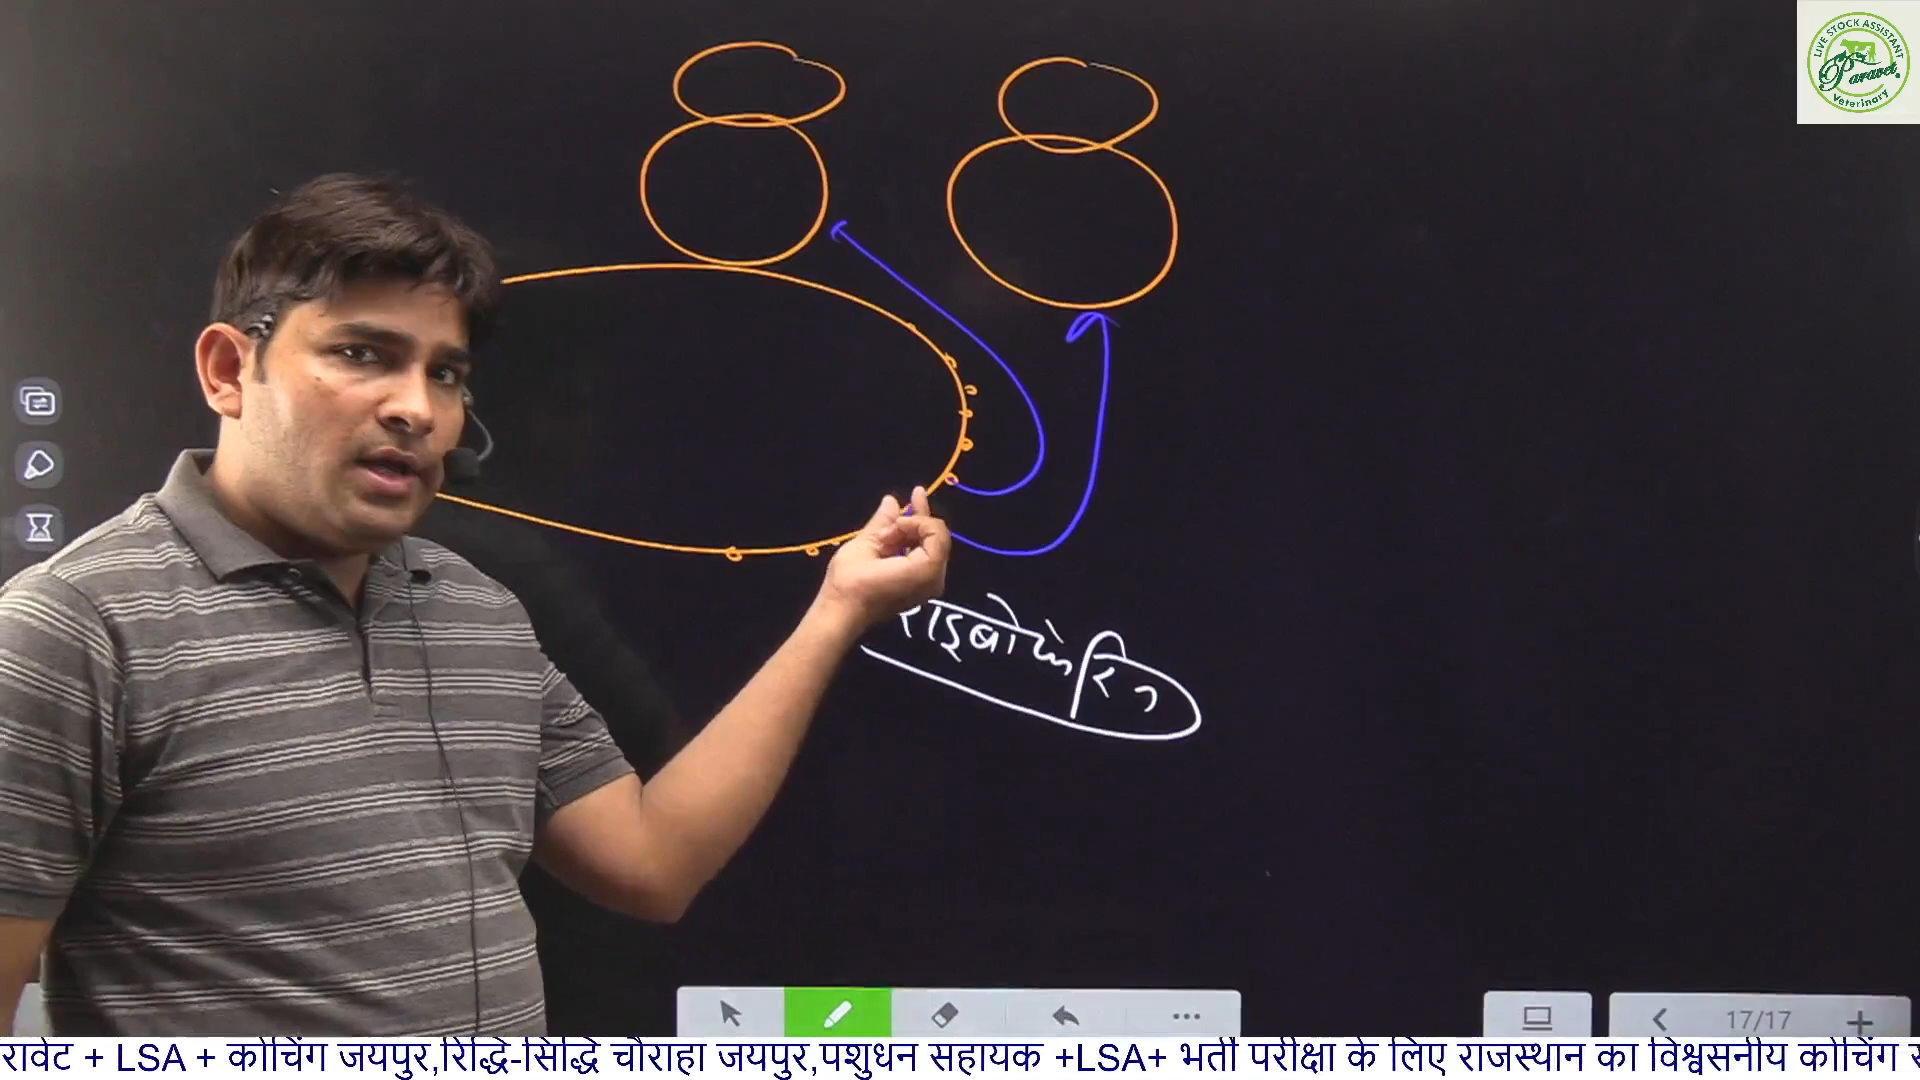 LIVE STOCK ASSISTANT
Paravet
Veterinary
राइबोफेरिन
17/17
रावेट + LSA + कोचिंग जयपुर,रिद्धि-सिद्धि चौराहा जयपुर,पशुधन सहायक +LSA+ भर्ती परीक्षा के लिए राजस्थान का विश्वसनीय कोचिंग